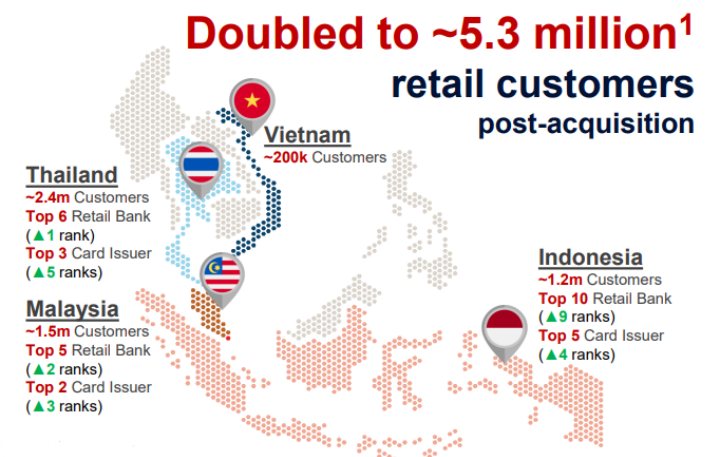 Doubled to ~5.3 million¹
retail customers
post-acquisition
Vietnam
~200k Customers
Thailand
~2.4m Customers
Top 6 Retail Bank
(▲1 rank)
Top 3 Card Issuer
(▲5 ranks)
Malaysia
~1.5m Customers
Top 5 Retail Bank
(▲2 ranks)
Top 2 Card Issuer
(▲3 ranks)
Indonesia
~1.2m Customers
Top 10 Retail Bank
(▲9 ranks)
Top 5 Card Issuer
(▲4 ranks)